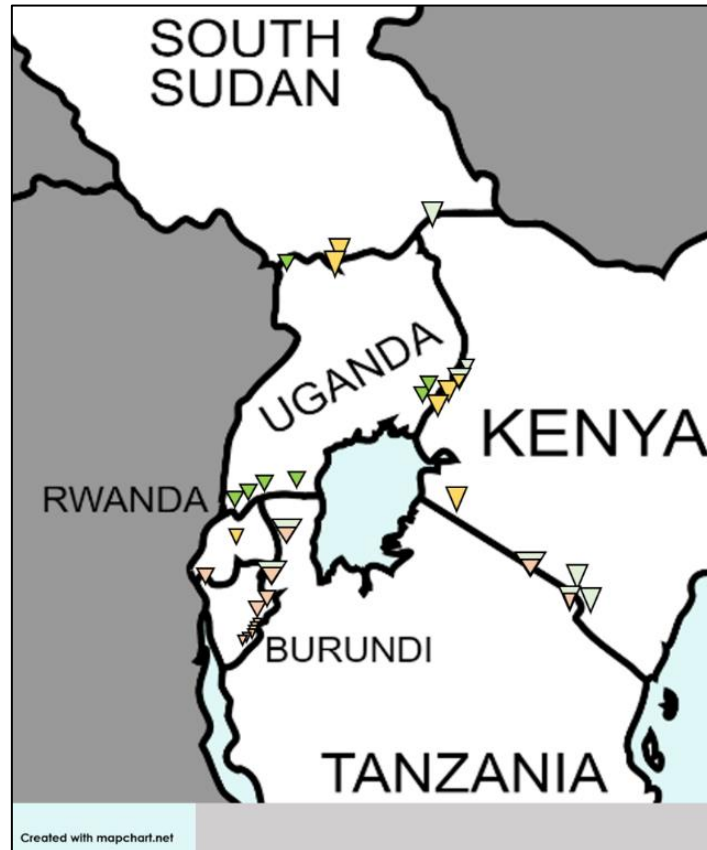 SOUTH
SUDAN
UGANDA
KENYA
RWANDA
BURUNDI
TANZANIA
Created with mapchart.net